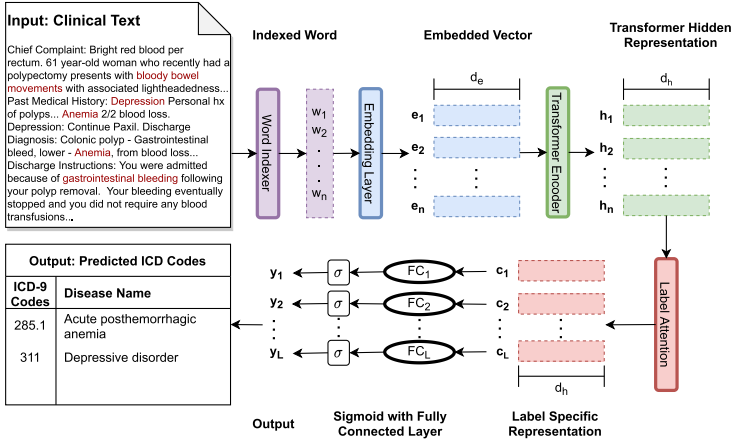 Input: Clinical Text
Chief Complaint: Bright red blood per
rectum. 61 year-old woman who recently had a
polypectomy presents with bloody bowel
movements with associated lightheadedness...
Past Medical History: Depression Personal hx
of polyps... Anemia 2/2 blood loss.
Depression: Continue Paxil. Discharge
Diagnosis: Colonic polyp - Gastrointestinal
bleed, lower - Anemia, from blood loss...
Discharge Instructions: You were admitted
because of gastrointestinal bleeding following
your polyp removal. Your bleeding eventually
stopped and you did not require any blood
transfusions...
Indexed Word
Word Indexer
w1
w2
.
.
.
wn
Embedding Layer
Embedded Vector
de
e1
e2
en
Transformer Encoder
Transformer Hidden
Representation
dh
h1
h2
hn
Label Attention
c1
c2
cL
dh
Label Specific
Representation
FC1
FC2
FCL
σ
σ
σ
Sigmoid with Fully
Connected Layer
y1
y2
yL
Output
Output: Predicted ICD Codes
ICD-9
Codes
Disease Name
285.1
Acute posthemorrhagic
anemia
311
Depressive disorder